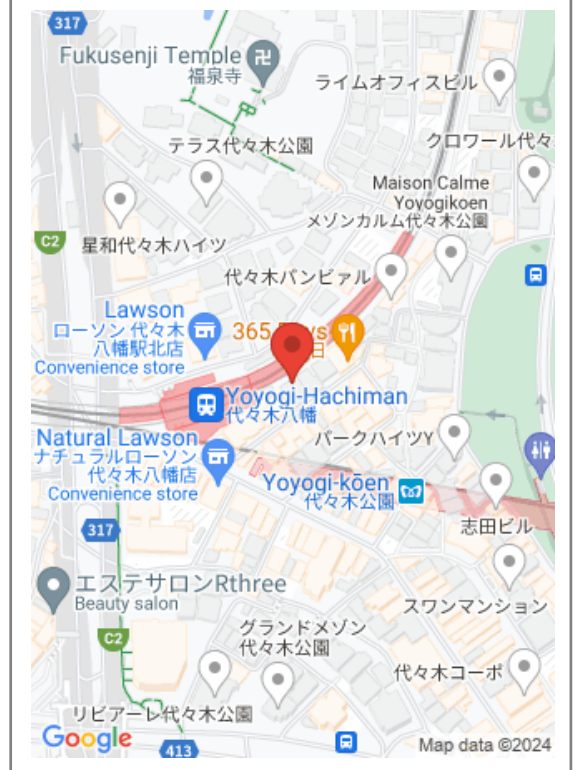 317
Fukusenji Temple
福泉寺
ライムオフィスビル
テラス代々木公園
クロワール代々
Maison Calme
Yoyogikoen
メゾンカルム代々木公園
C2
星和代々木ハイツ
代々木パンビアル
Lawson
ローソン 代々木
八幡駅北店
Convenience store
365
Yoyogi-Hachiman
代々木八幡
Natural Lawson
ナチュラルローソン
代々木八幡店
Convenience store
パークハイツY
Yoyogi-kōen
代々木公園
志田ビル
317
エステサロンRthree
Beauty salon
スワンマンション
C2
グランドメゾン
代々木公園
代々木コーポ
リビアーレ代々木公園
Google
413
Map data ©2024